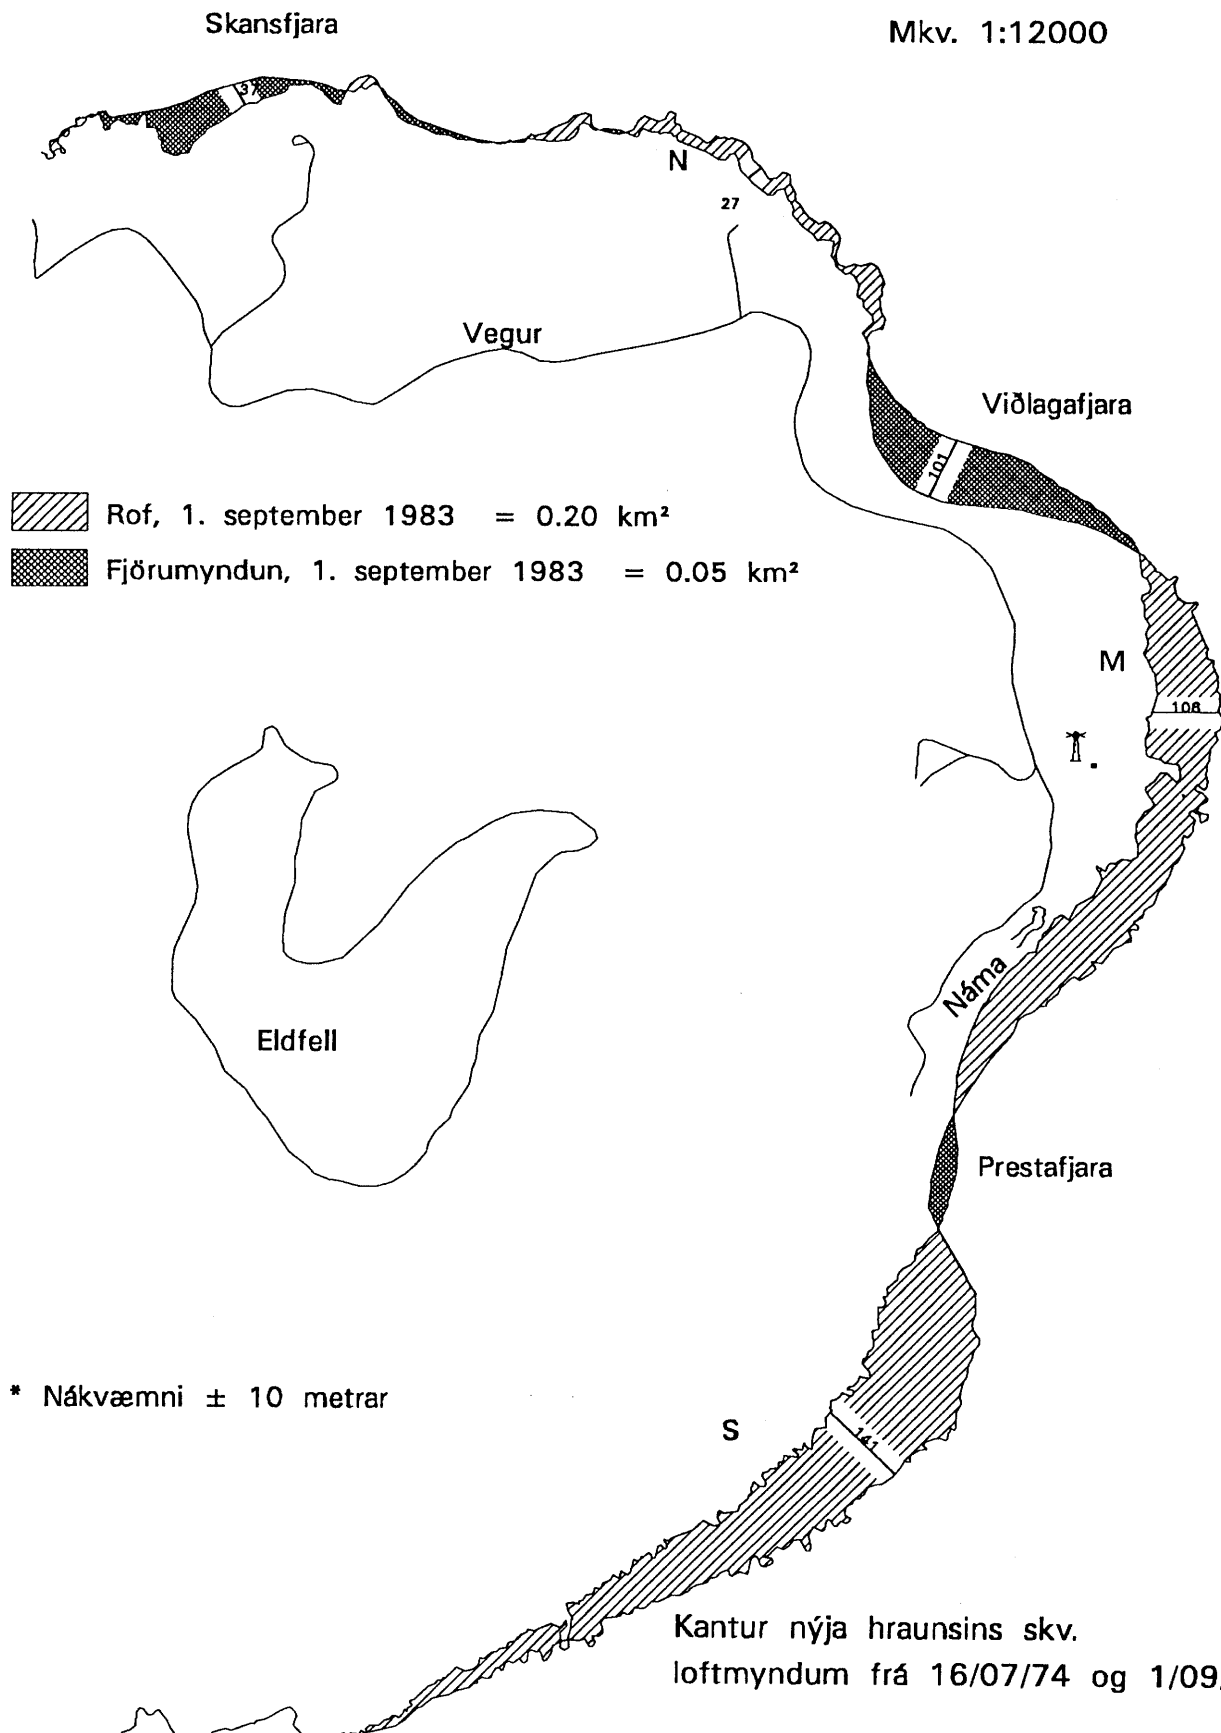 Skansfjara
Mkv. 1:12000
37
N
27
Vegur
Viðlagafjara
101
Rof, 1. september 1983 = 0.20 km²
Fjörumyndun, 1. september 1983 = 0.05 km²
M
106
Náma
Eldfell
Prestafjara
* Nákvæmni ± 10 metrar
S
141
Kantur nýja hraunsins skv.
loftmyndum frá 16/07/74 og 1/09/